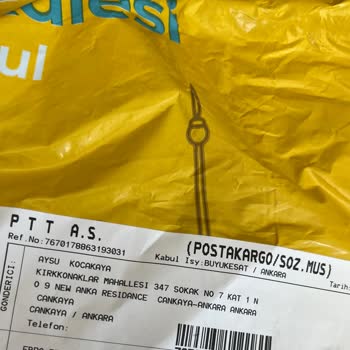 ul
PTT A.S.
(POSTAKARGO/SOZ.MUS)
Ref.No:7670178863193031
Kabul Isy:BUYUKESAT / ANKARA
Tarih:
GONDERICI:
AYSU KOCAKAYA
KIRKKONAKLAR MAHALLESI 347 SOKAK NO 7 KAT 1 N
O 9 NEW ANKA RESIDANCE CANKAYA-ANKARA ANKARA
CANKAYA
CANKAYA / ANKARA
Telefon: